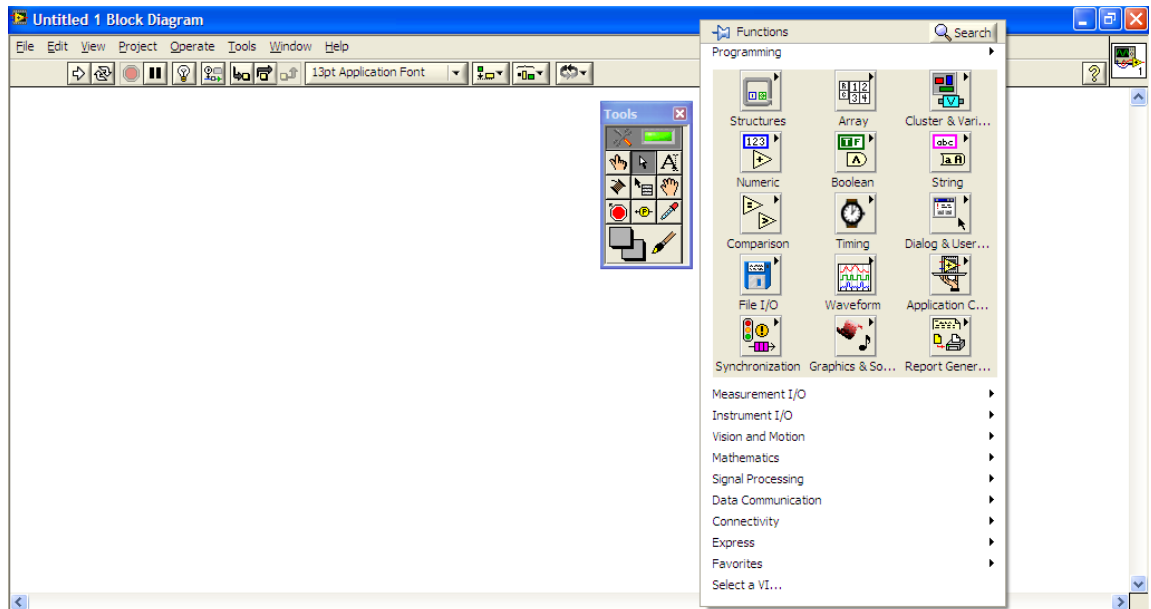 Untitled 1 Block Diagram
File Edit View Project Operate Tools Window Help
13pt Application Font
Tools
Functions Search
Programming
Structures Array Cluster & Vari...
Numeric Boolean String
Comparison Timing Dialog & User...
File I/O Waveform Application C...
Synchronization Graphics & So... Report Gener...
Measurement I/O
Instrument I/O
Vision and Motion
Mathematics
Signal Processing
Data Communication
Connectivity
Express
Favorites
Select a VI...